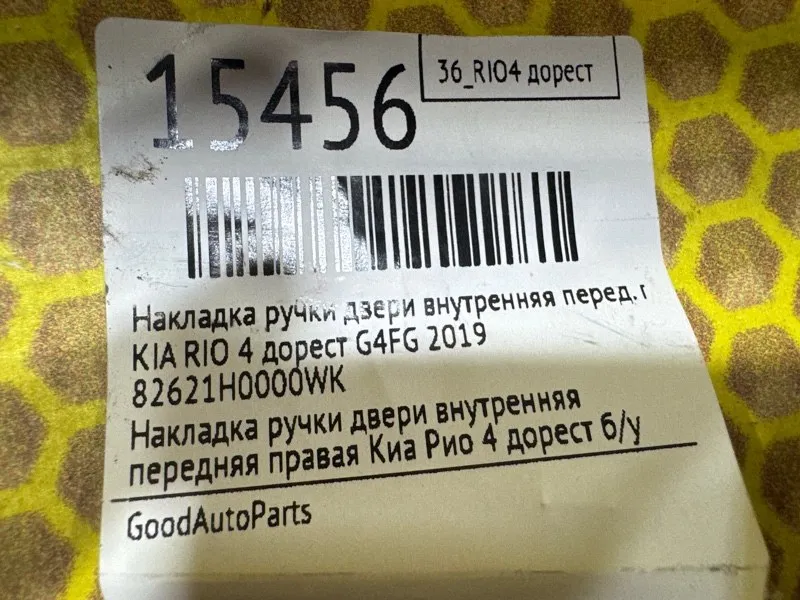 15456
36_RIO4 дорест
Накладка ручки двери внутренняя перед.
KIA RIO 4 дорест G4FG 2019
82621H0000WK
Накладка ручки двери внутренняя
передняя правая Киа Рио 4 дорест б/у
GoodAutoParts